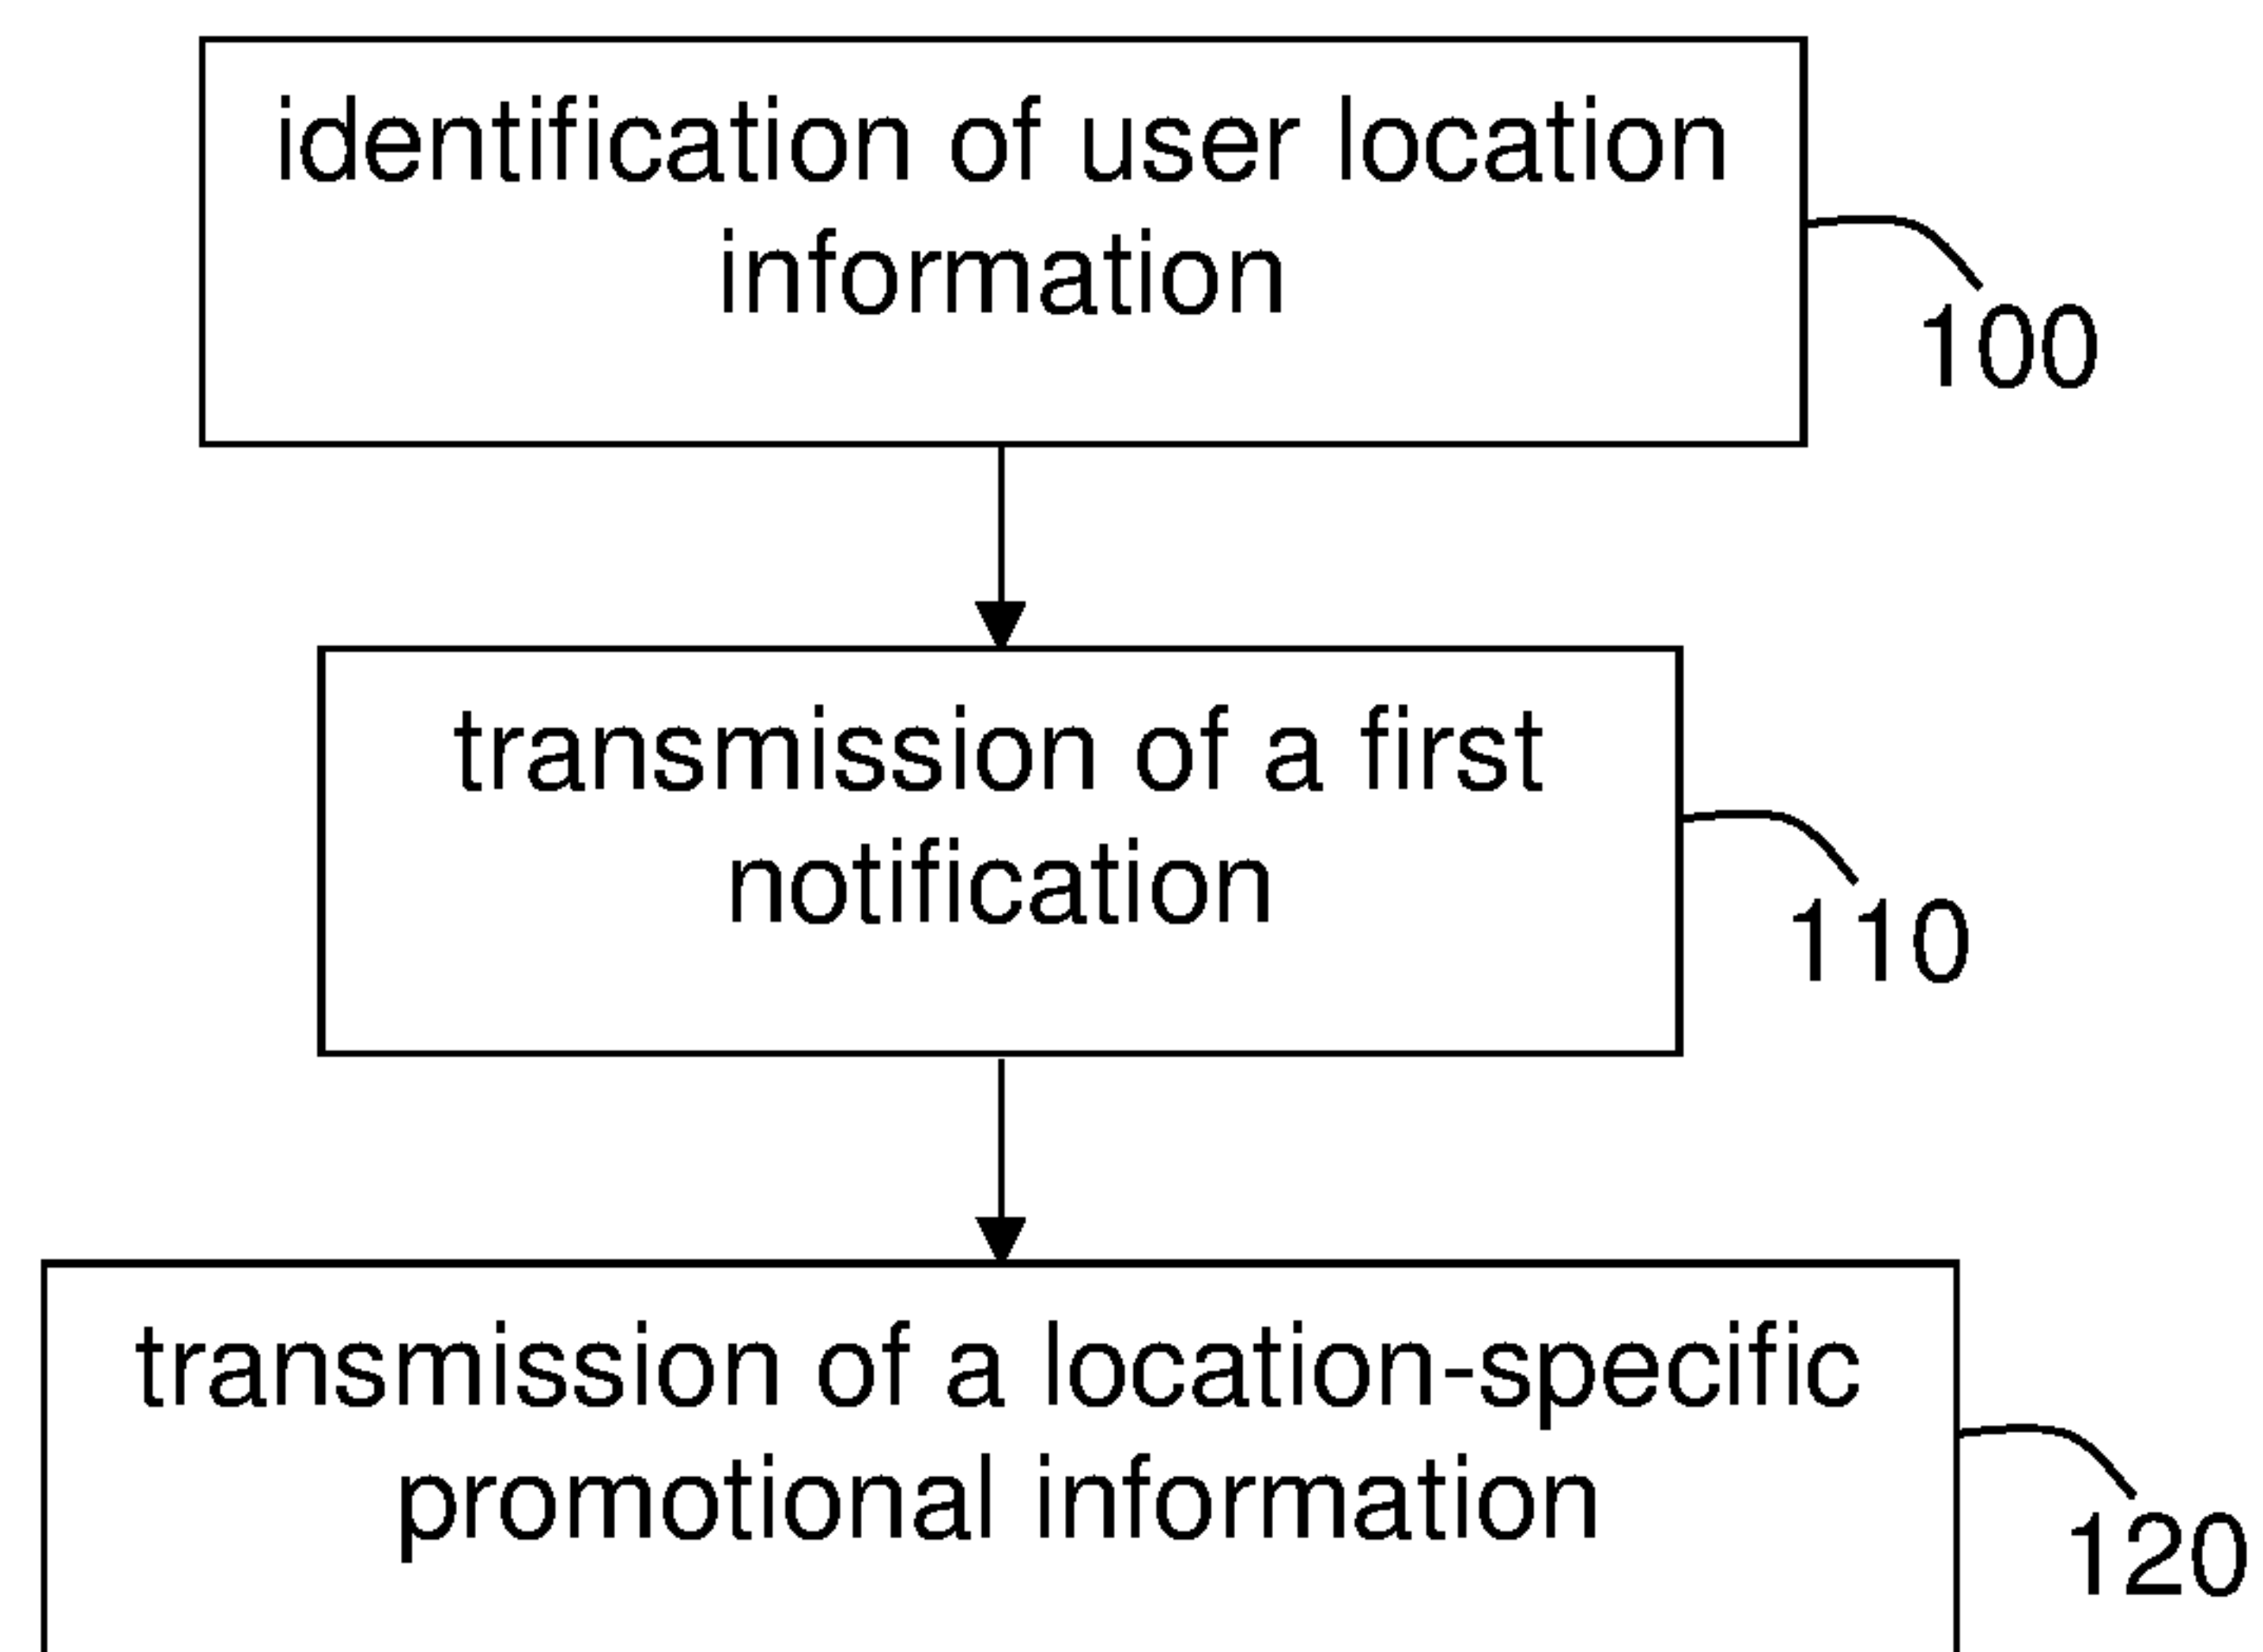 identification of user location
information
100
transmission of a first
notification
110
transmission of a location-specific
promotional information
120